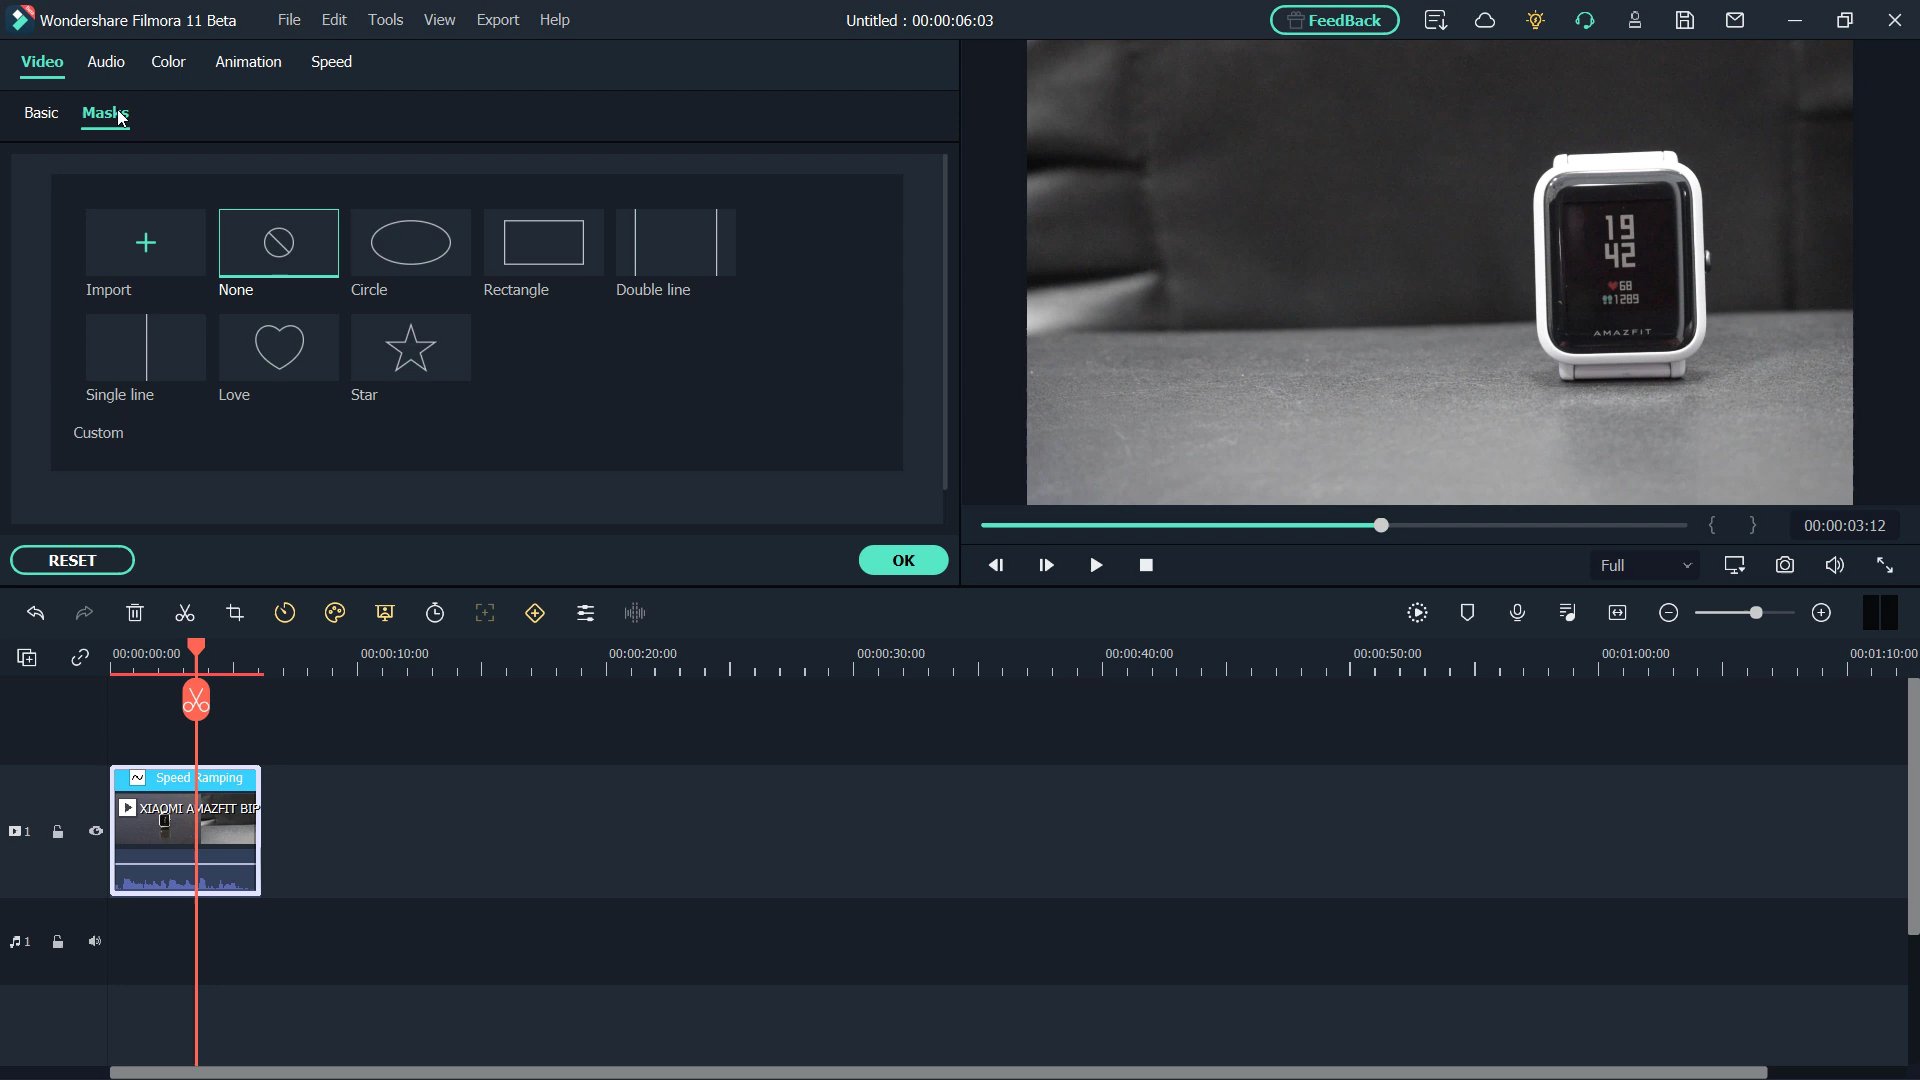 Wondershare Filmora 11 Beta File Edit Tools View Export Help Untitled : 00:00:06:03 FeedBack
Video Audio Color Animation Speed
Basic Masks
Import None Circle Rectangle Double line
Single line Love Star
Custom
RESET OK
19
42
68
1289
AMAZFIT
{ } 00:00:03:12
Full
00:00:00:00 00:00:10:00 00:00:20:00 00:00:30:00 00:00:40:00 00:00:50:00 00:01:00:00 00:01:10:00
Speed Ramping
XIAOMI AMAZFIT BIP
1
1